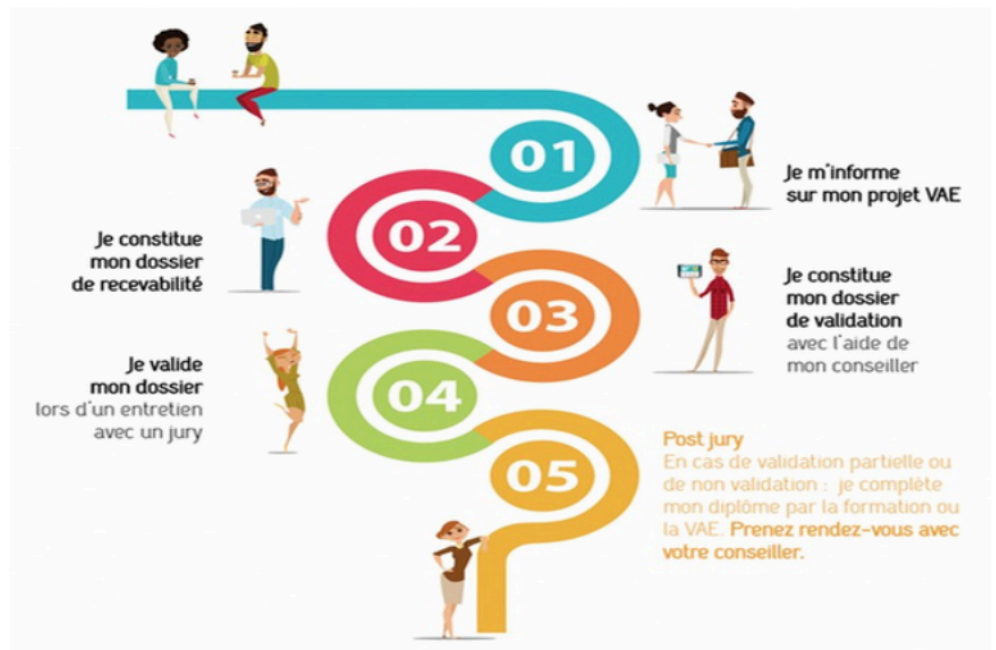 01
Je m'informe
sur mon projet VAE
02
Je constitue
mon dossier
de recevabilité
03
Je constitue
mon dossier
de validation
avec l'aide de
mon conseiller
04
Je valide
mon dossier
lors d'un entretien
avec un jury
05
Post jury
En cas de validation partielle ou
de non validation : je complète
mon diplôme par la formation ou
la VAE. Prenez rendez-vous avec
votre conseiller.